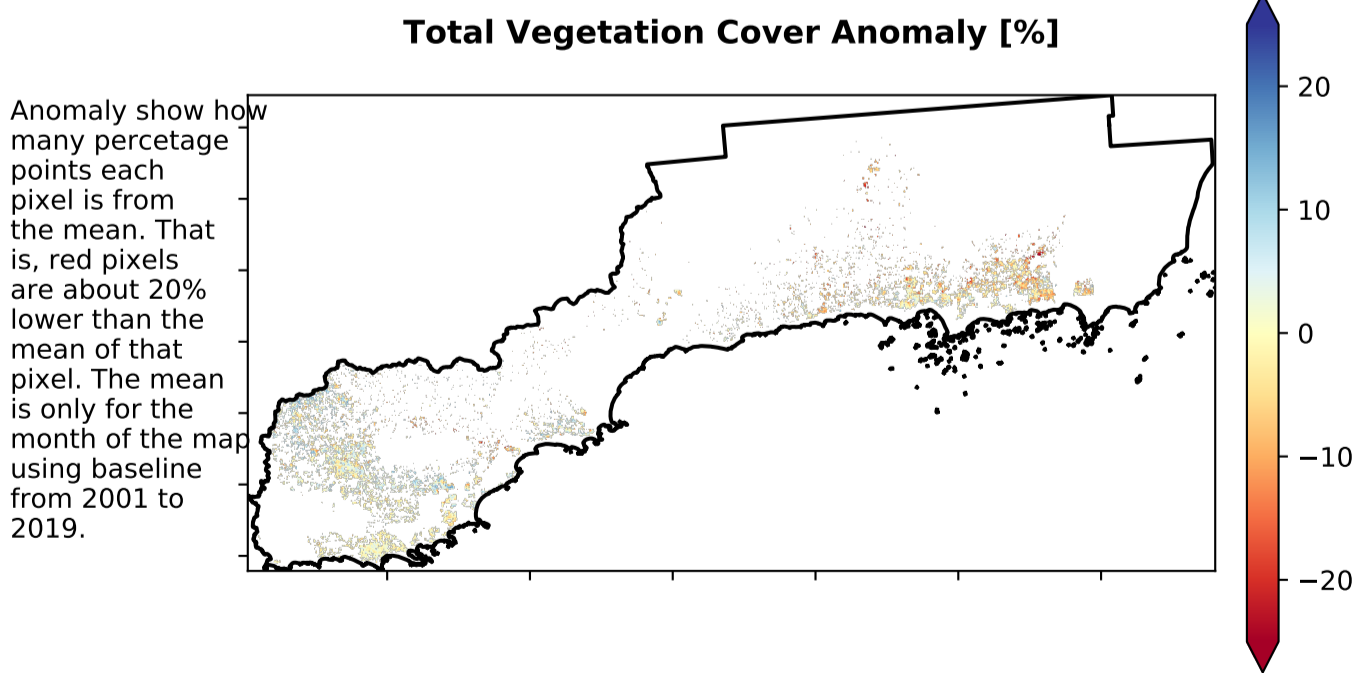 Total Vegetation Cover Anomaly [%]
Anomaly show how
many percetage
points each
pixel is from
the mean. That
is, red pixels
are about 20%
lower than the
mean of that
pixel. The mean
is only for the
month of the map
using baseline
from 2001 to
2019.
20
10
0
−10
−20